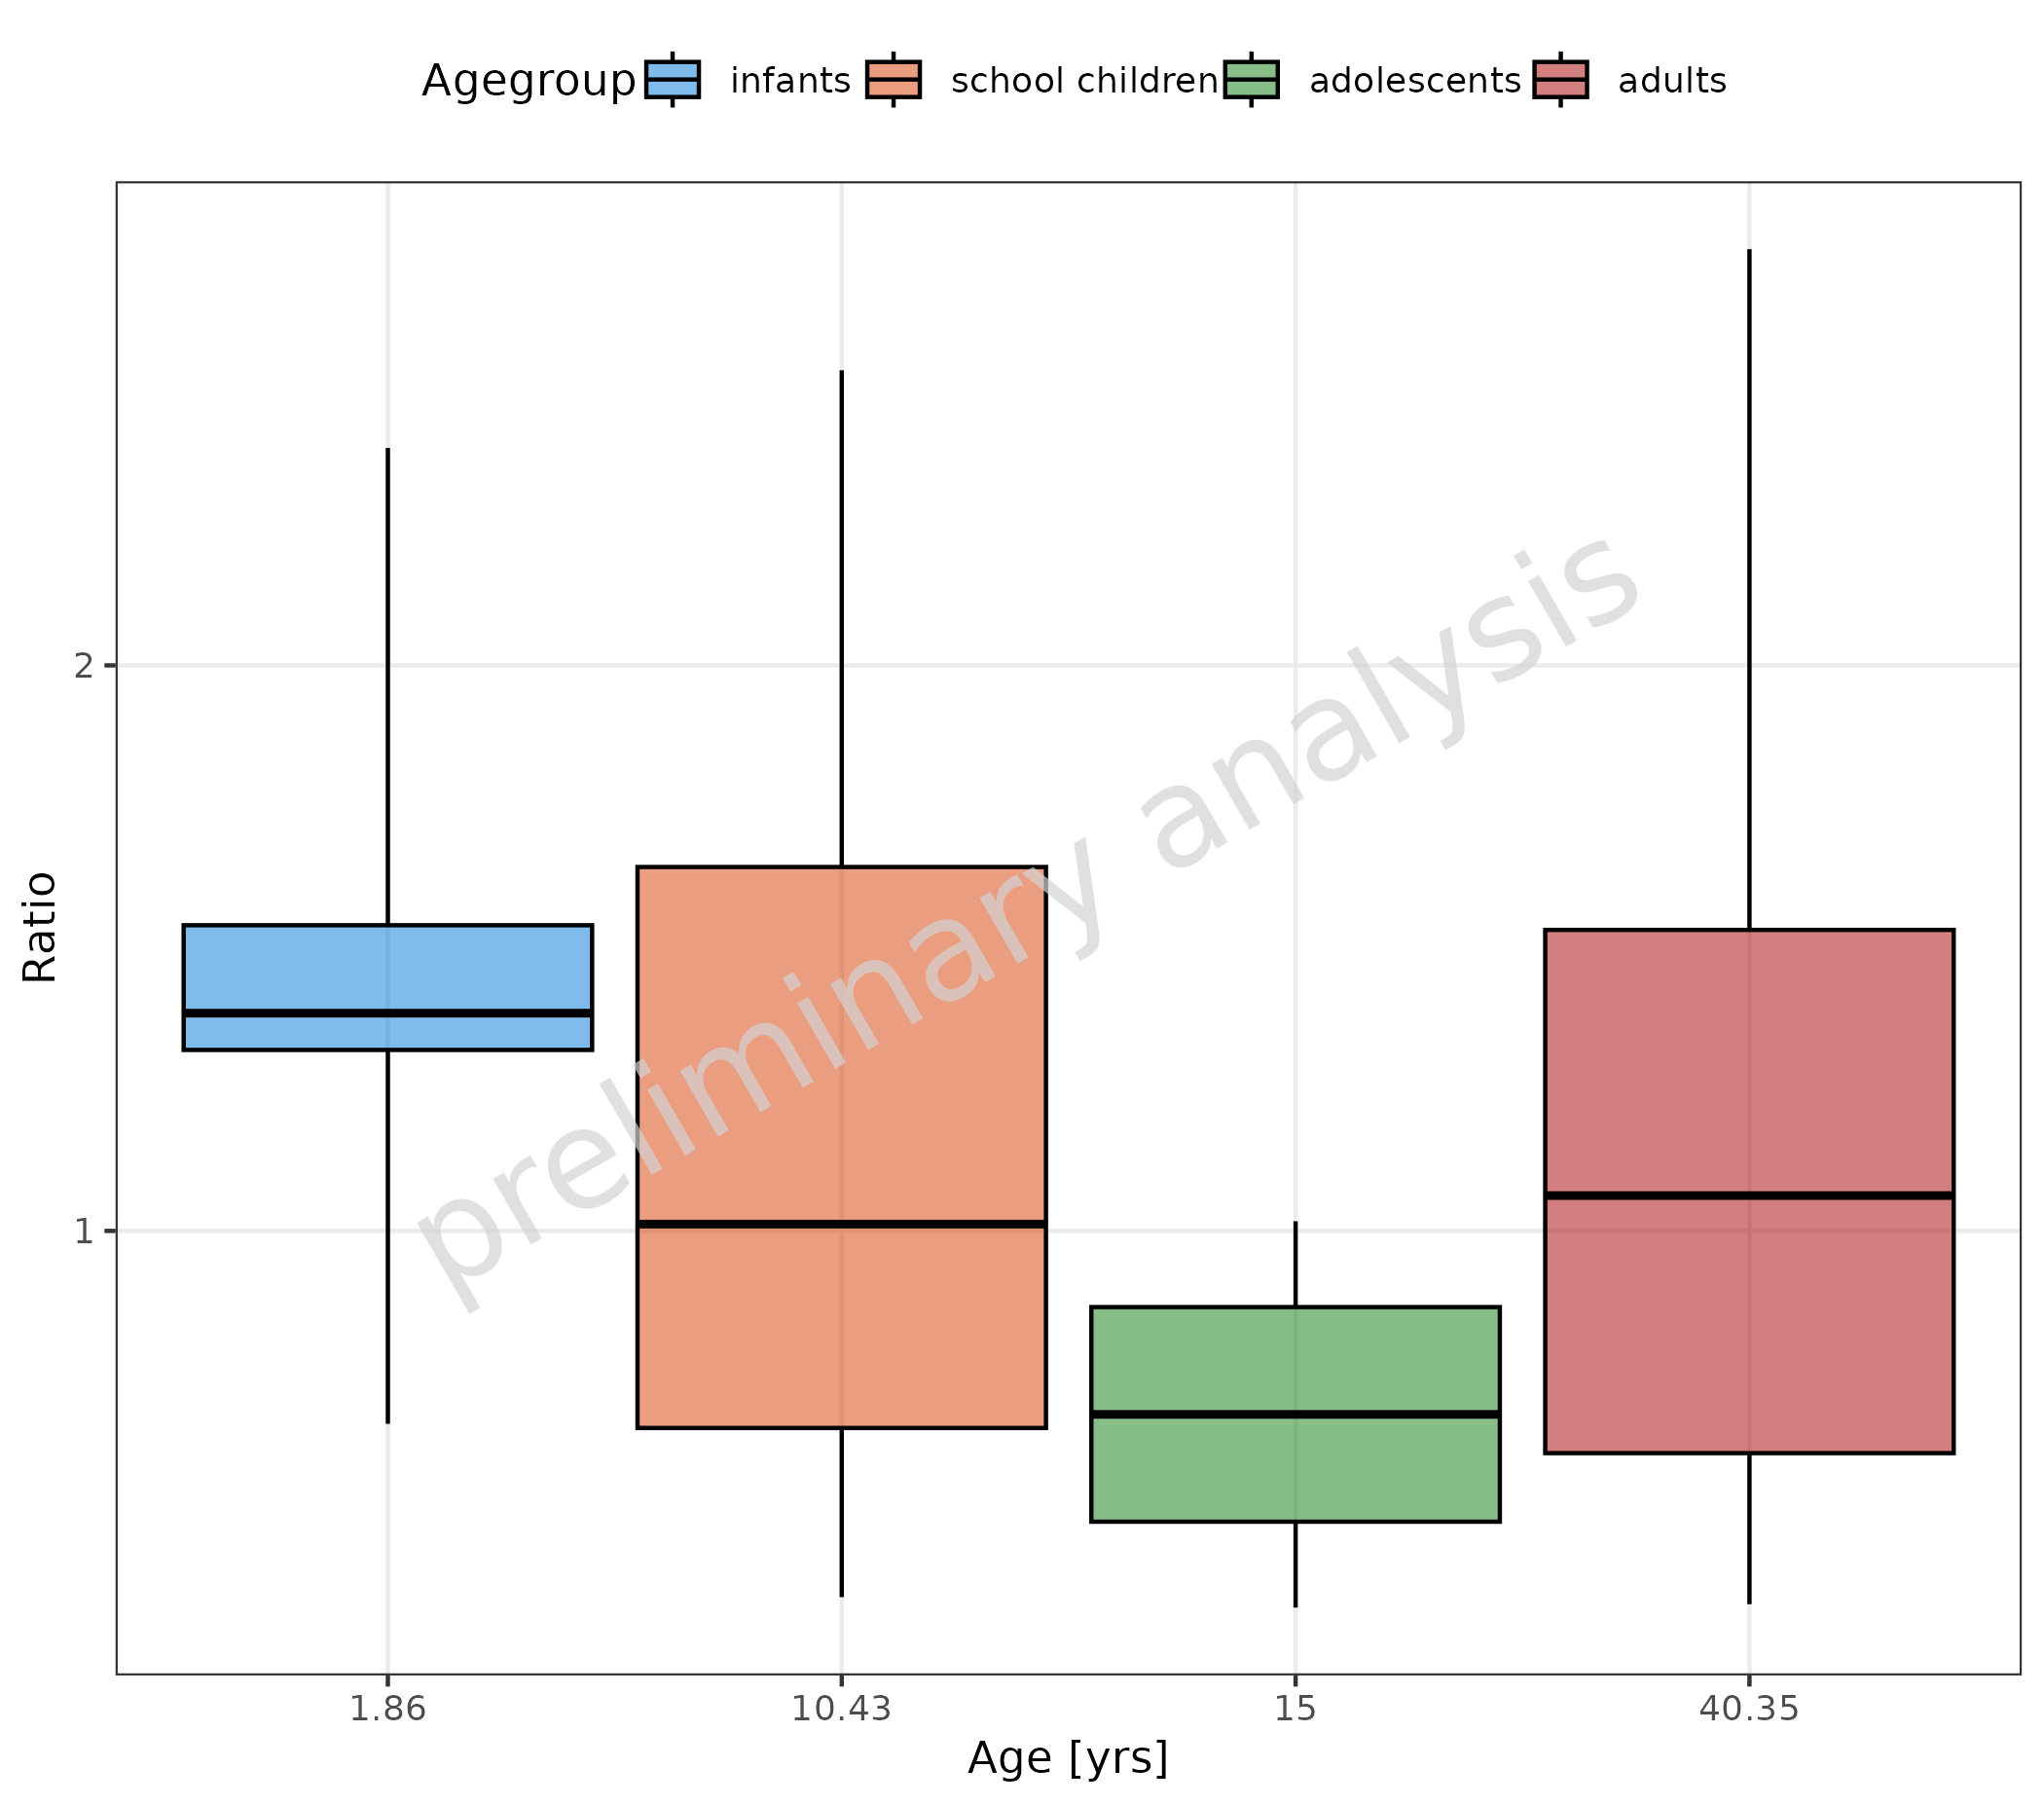 Agegroup infants school children adolescents adults
2
1
Ratio
preliminary analysis
1.86 10.43 15 40.35
Age [yrs]